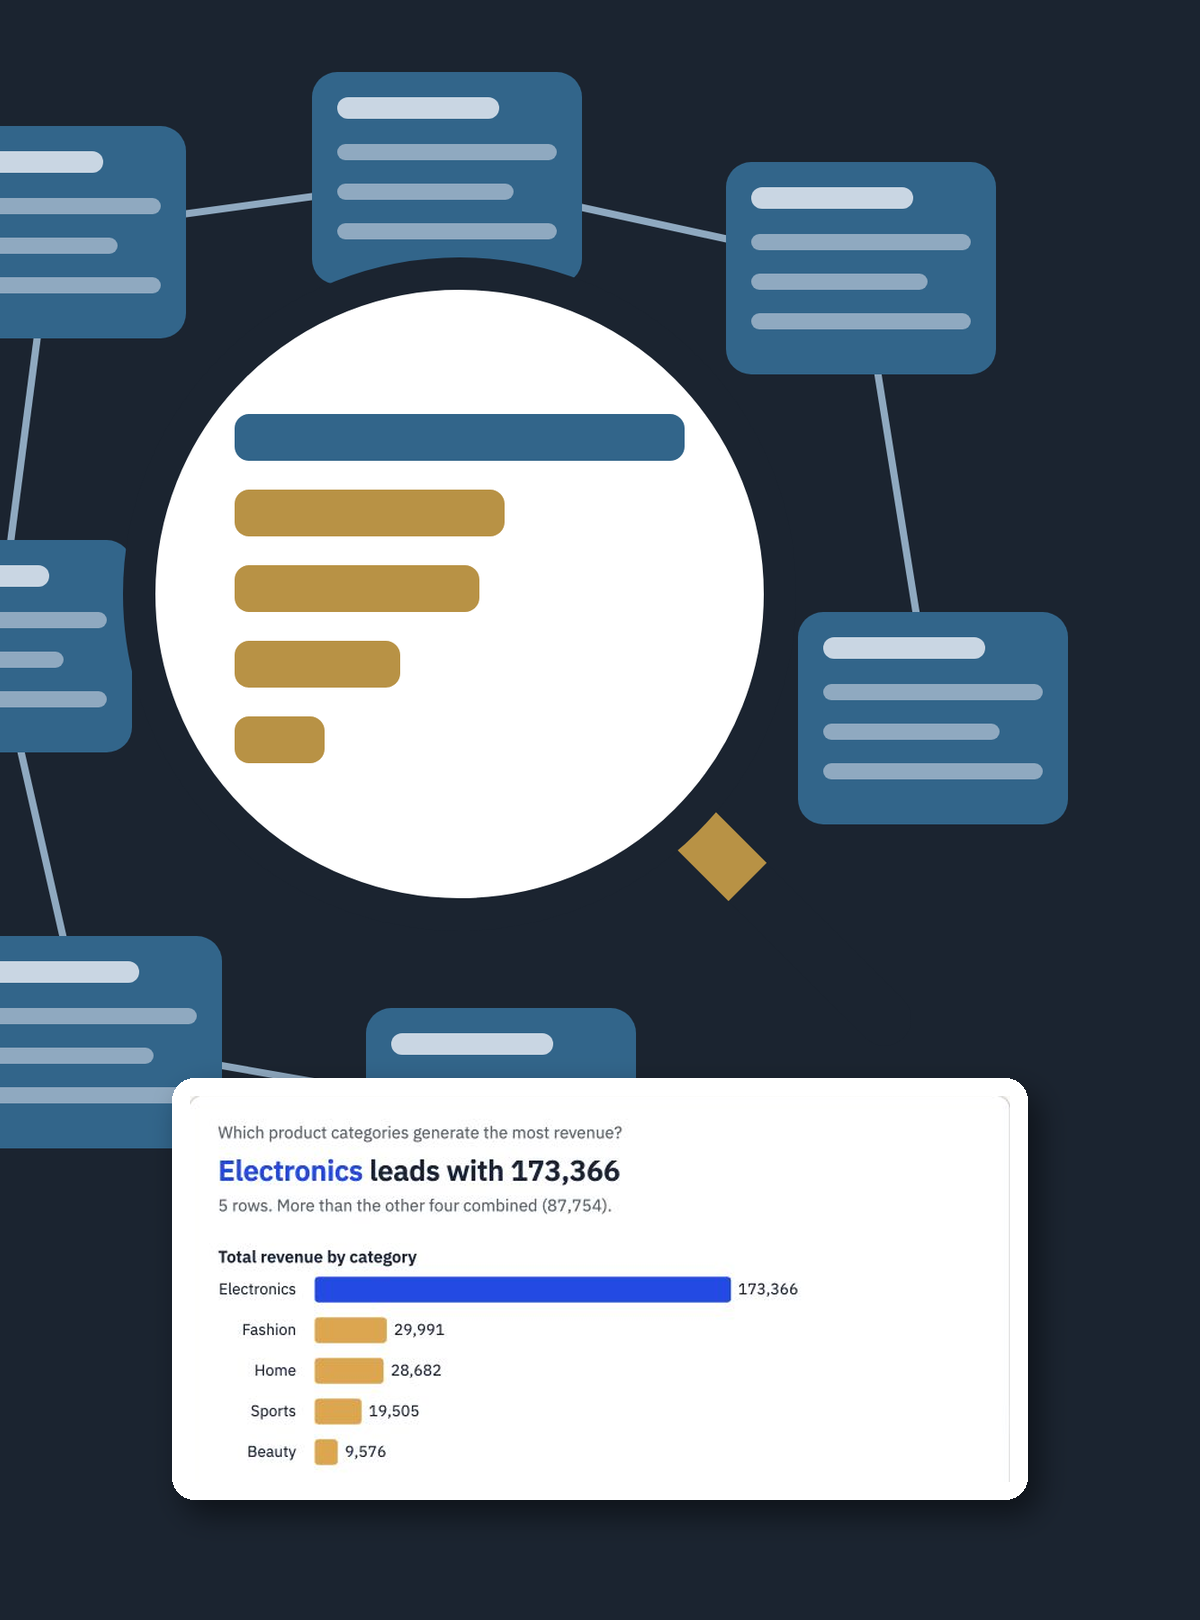 Which product categories generate the most revenue?
Electronics leads with 173,366
5 rows. More than the other four combined (87,754).
Total revenue by category
Electronics 173,366
Fashion 29,991
Home 28,682
Sports 19,505
Beauty 9,576